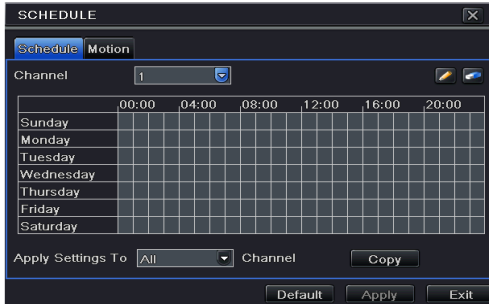 SCHEDULE
Schedule Motion
Channel 1
00:00 04:00 08:00 12:00 16:00 20:00
Sunday
Monday
Tuesday
Wednesday
Thursday
Friday
Saturday
Apply Settings To All Channel Copy
Default Apply Exit